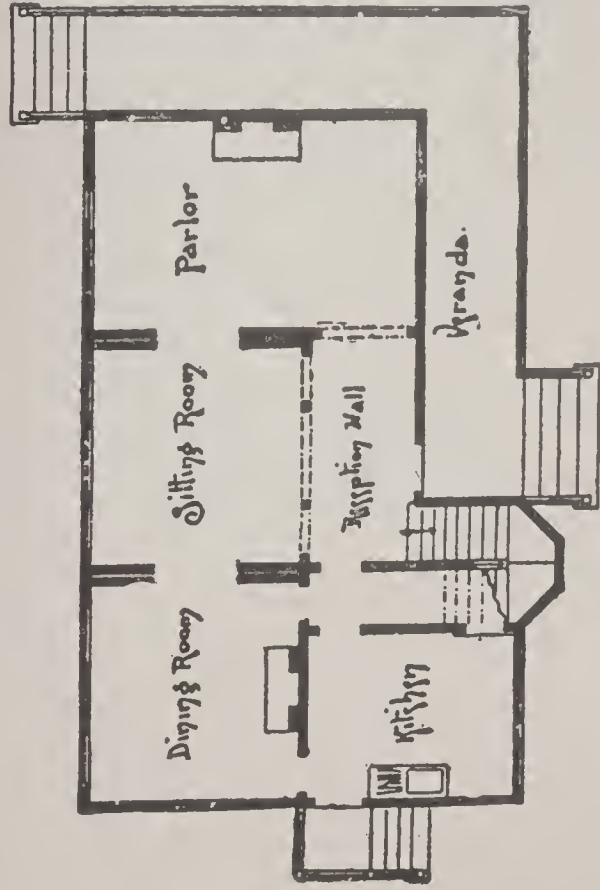 Parlor
Veranda.
Sitting Room
Reception Hall
Dining Room
Kitchen